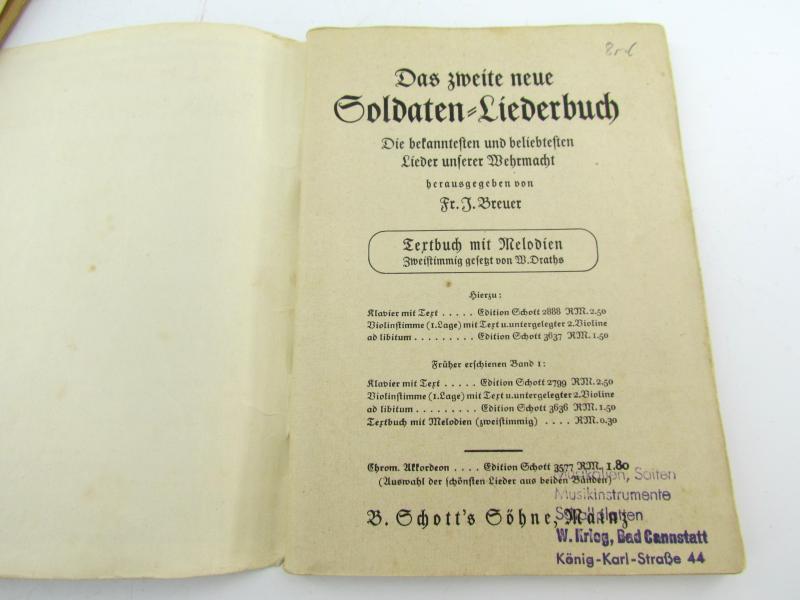 Das zweite neue
Soldaten-Liederbuch
Die bekanntesten und beliebtesten
Lieder unserer Wehrmacht
herausgegeben von
Fr. J. Breuer
Textbuch mit Melodien
Zweistimmig gesetzt von W. Draths
Hierzu:
Klavier mit Text ..... Edition Schott 2888 RM. 2.50
Violinstimme (1. Lage) mit Text u. untergelegter 2. Violine
ad libitum ......... Edition Schott 3637 RM. 1.50
Früher erschienen Band 1:
Klavier mit Text ..... Edition Schott 2799 RM. 2.50
Violinstimme (1. Lage) mit Text u. untergelegter 2. Violine
ad libitum ......... Edition Schott 3636 RM. 1.50
Textbuch mit Melodien (zweistimmig) .... RM. 0.30
Chrom. Akkordeon .... Edition Schott 3577 RM. 1.80
(Auswahl der schönsten Lieder aus beiden Bänden)
B. Schott's Söhne, Mainz
Musikalien, Saiten
Musikinstrumente
Schallplatten
W. Krieg, Bad Cannstatt
König-Karl-Straße 44